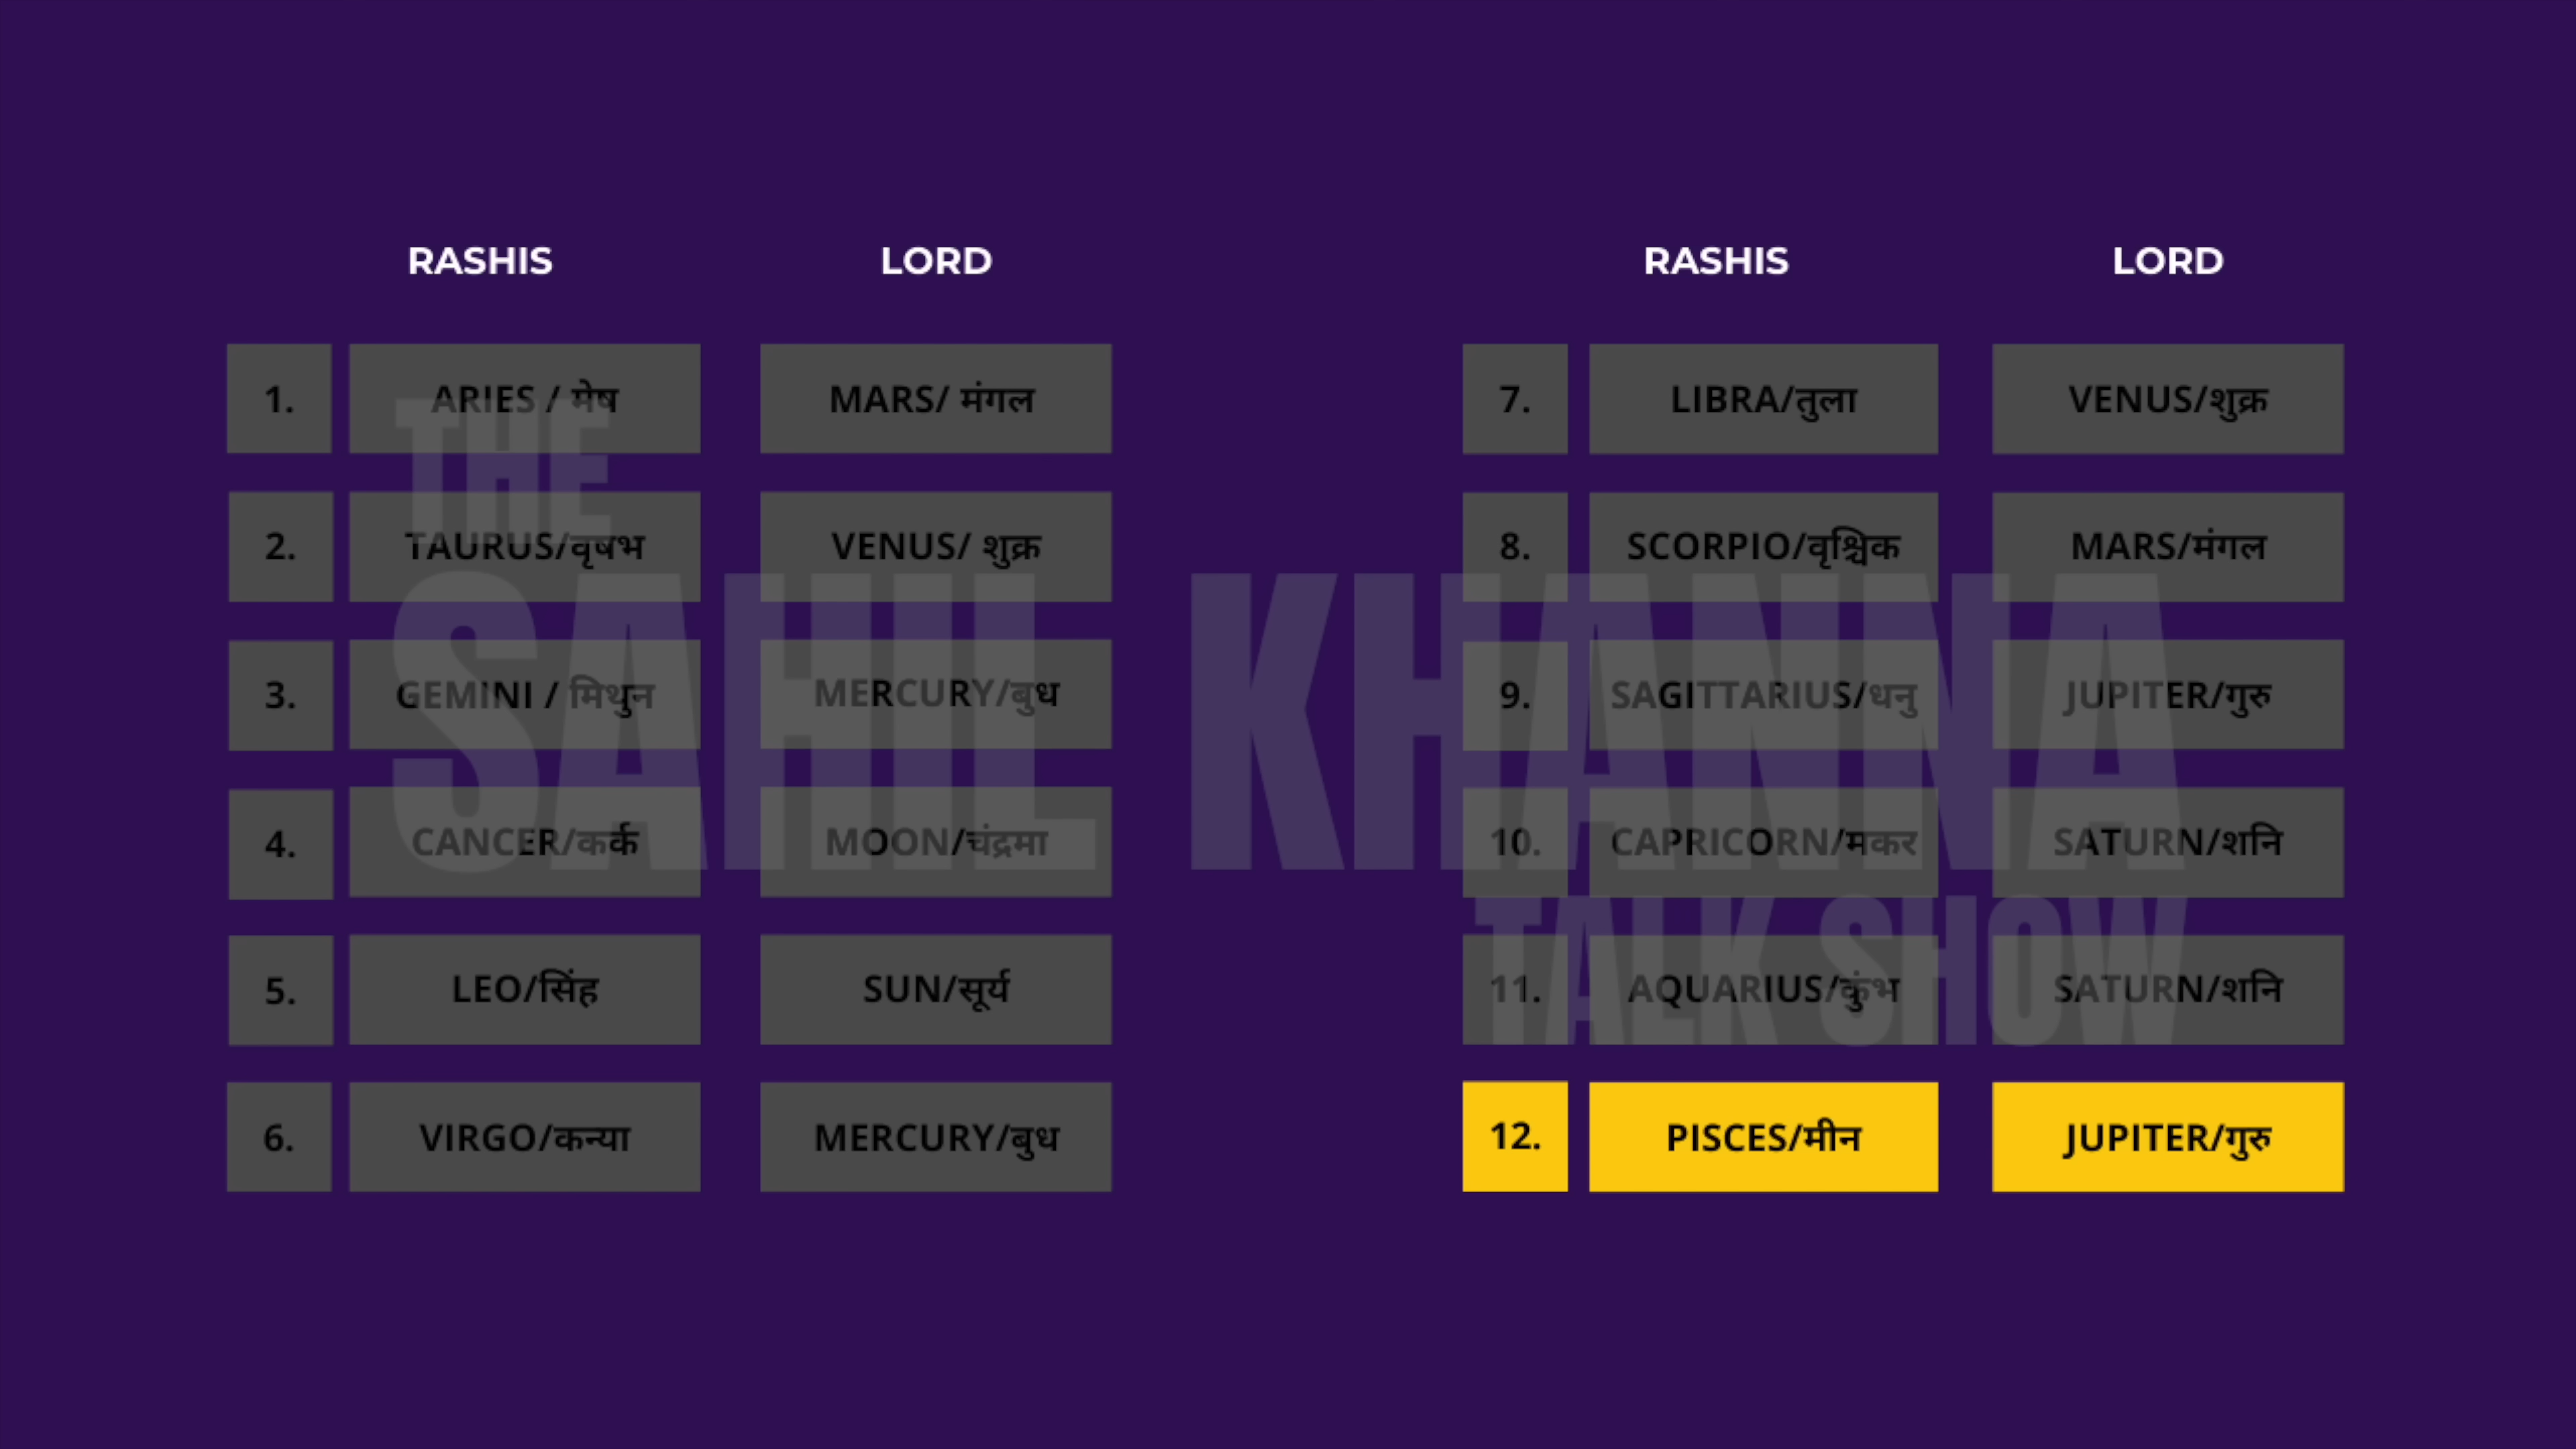 RASHIS LORD
1. ARIES / मेष MARS/ मंगल
2. TAURUS/वृषभ VENUS/ शुक्र
3. GEMINI / मिथुन MERCURY/बुध
4. CANCER/कर्क MOON/चंद्रमा
5. LEO/सिंह SUN/सूर्य
6. VIRGO/कन्या MERCURY/बुध
RASHIS LORD
7. LIBRA/तुला VENUS/शुक्र
8. SCORPIO/वृश्चिक MARS/मंगल
9. SAGITTARIUS/धनु JUPITER/गुरु
10. CAPRICORN/मकर SATURN/शनि
11. AQUARIUS/कुंभ SATURN/शनि
12. PISCES/मीन JUPITER/गुरु
THE
SAHIL KHANNA
TALK SHOW